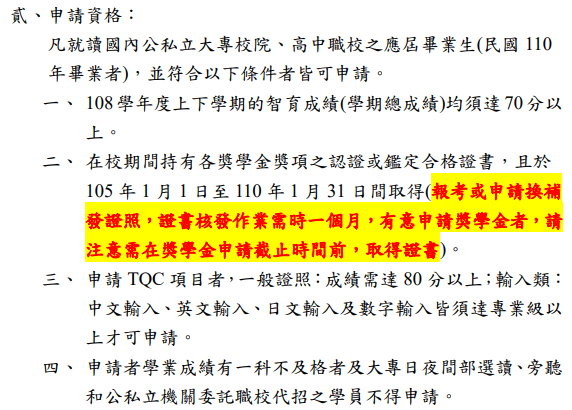 貳、申請資格：
凡就讀國內公私立大專校院、高中職校之應屆畢業生(民國 110
年畢業者)，並符合以下條件者皆可申請。
一、 108 學年度上下學期的智育成績(學期總成績)均須達 70 分以
上。
二、 在校期間持有各獎學金獎項之認證或鑑定合格證書，且於
105 年 1 月 1 日至 110 年 1 月 31 日間取得(報考或申請換補
發證照，證書核發作業需時一個月，有意申請獎學金者，請
注意需在獎學金申請截止時間前，取得證書)。
三、 申請 TQC 項目者，一般證照：成績需達 80 分以上；輸入類：
中文輸入、英文輸入、日文輸入及數字輸入皆須達專業級以
上才可申請。
四、 申請者學業成績有一科不及格者及大專日夜間部選讀、旁聽
和公私立機關委託職校代招之學員不得申請。